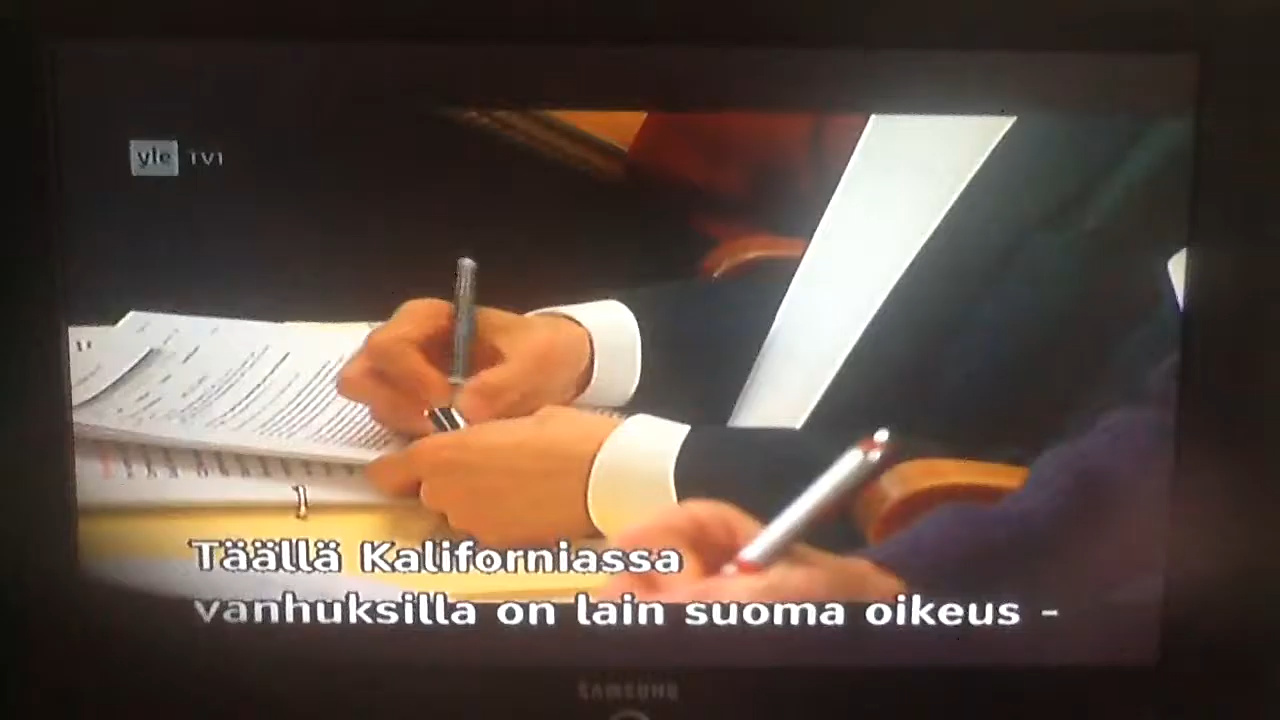 yle TV1
Täällä Kaliforniassa
vanhuksilla on lain suoma oikeus -
SAMSUNG